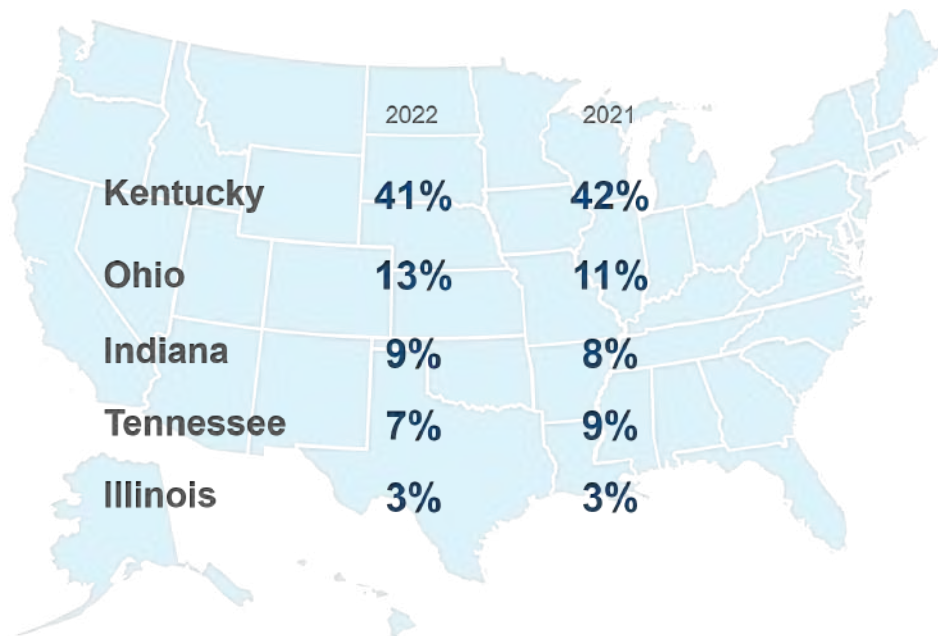 2022 2021
Kentucky 41% 42%
Ohio 13% 11%
Indiana 9% 8%
Tennessee 7% 9%
Illinois 3% 3%